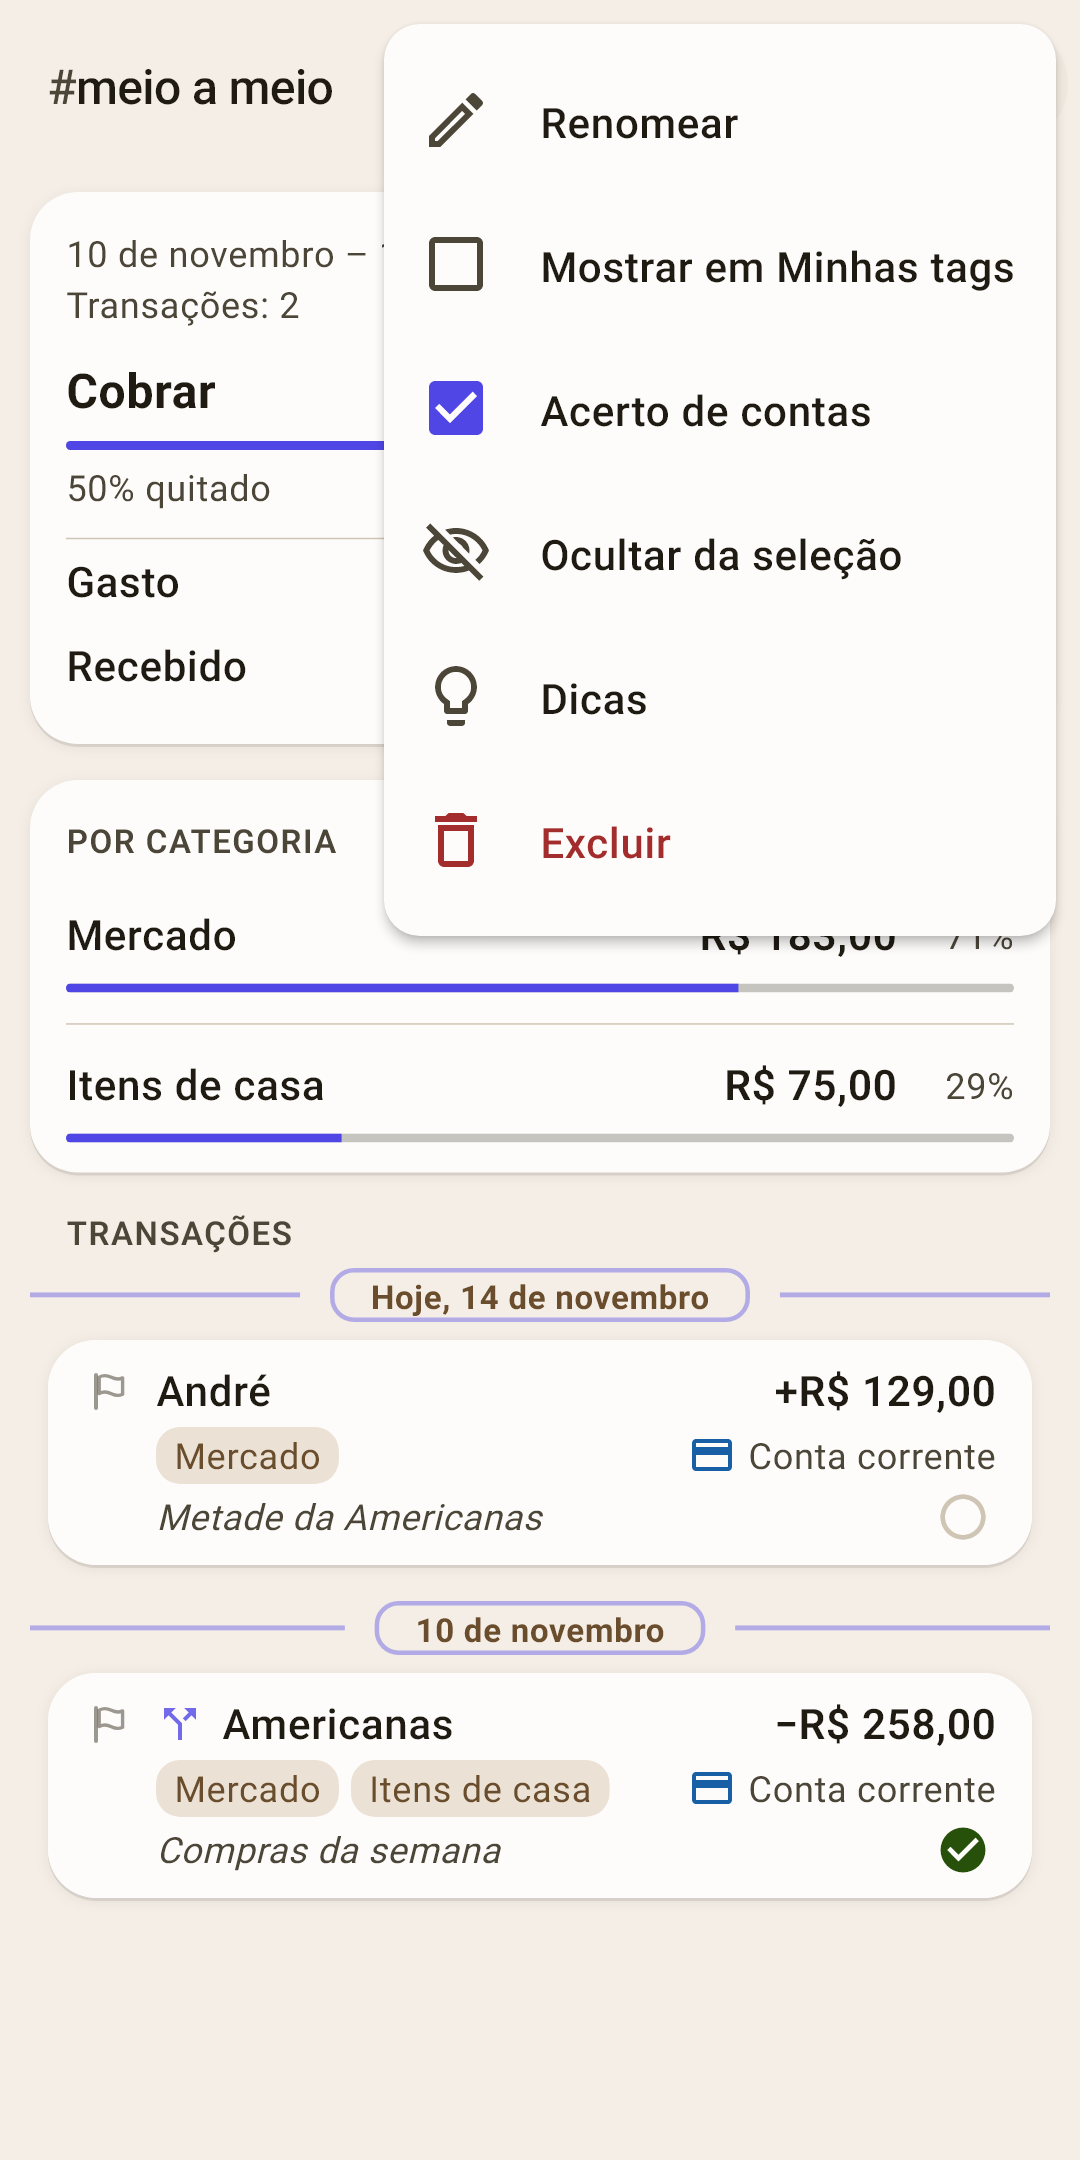 #meio a meio
Renomear
Mostrar em Minhas tags
Acerto de contas
Ocultar da seleção
Dicas
Excluir
10 de novembro –
Transações: 2
Cobrar
50% quitado
Gasto
Recebido
POR CATEGORIA
Mercado R$ 183,00 71%
Itens de casa R$ 75,00 29%
TRANSAÇÕES
Hoje, 14 de novembro
André +R$ 129,00
Mercado Conta corrente
Metade da Americanas
10 de novembro
Americanas −R$ 258,00
Mercado Itens de casa Conta corrente
Compras da semana